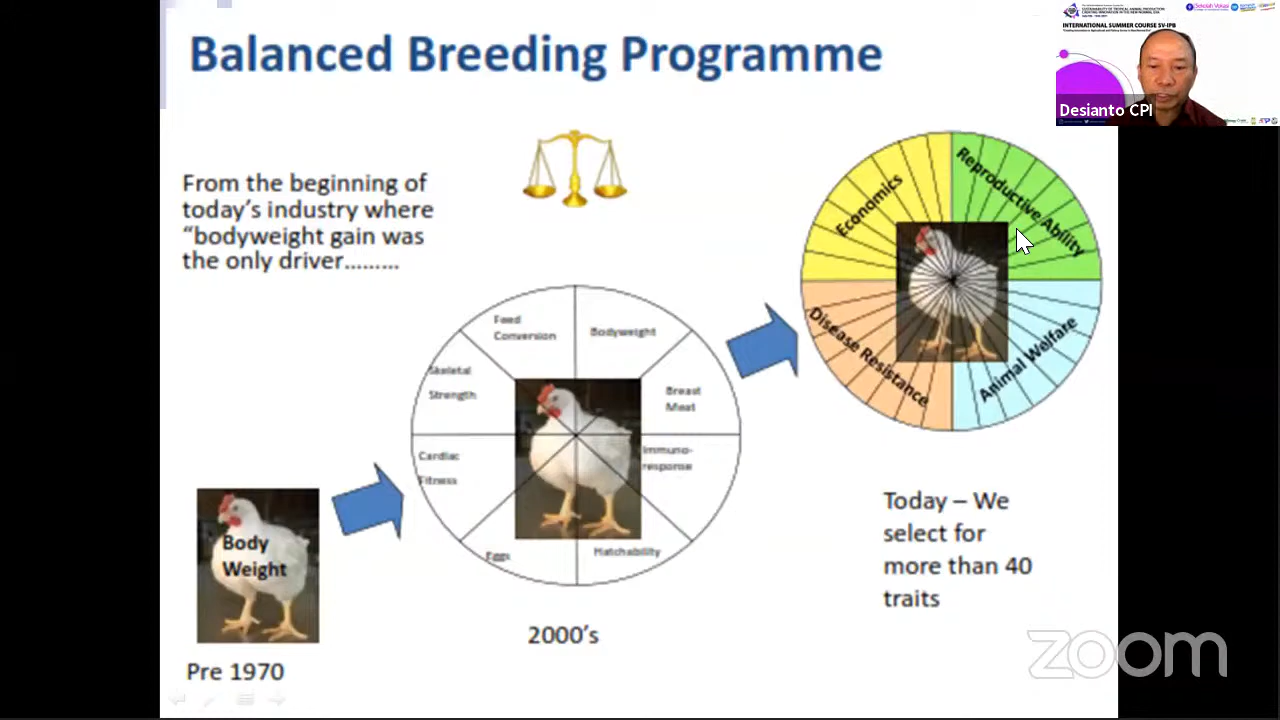 Balanced Breeding Programme
From the beginning of
today's industry where
"bodyweight gain was
the only driver.........
Body
Weight
Pre 1970
Feed
Conversion
Bodyweight
Skeletal
Strength
Breast
Meat
Cardiac
Fitness
Immuno-
response
Eggs
Hatchability
2000's
Economics
Reproductive Ability
Disease Resistance
Animal Welfare
Today – We
select for
more than 40
traits
INTERNATIONAL SUMMER COURSE SV-IPB
Desianto CPI
zoom